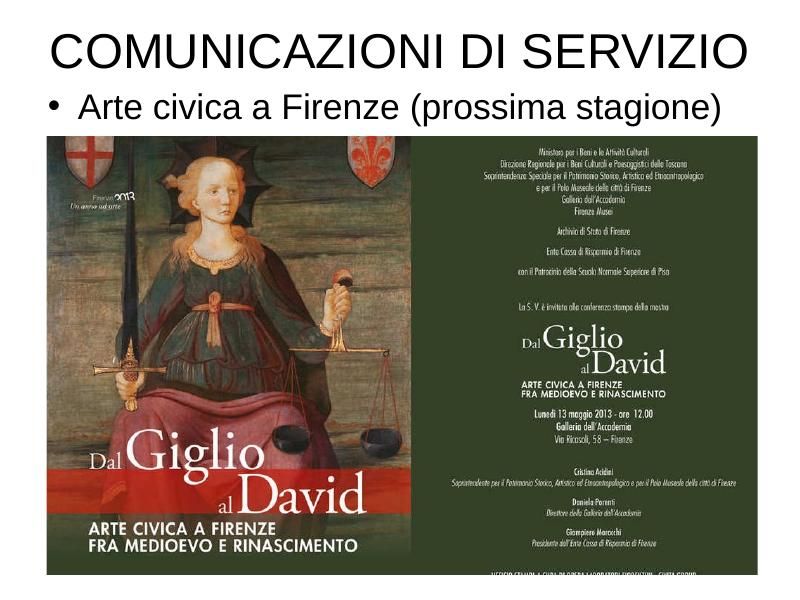 COMUNICAZIONI DI SERVIZIO
• Arte civica a Firenze (prossima stagione)
Firenze 2013
Un anno ad arte
Dal Giglio
al David
ARTE CIVICA A FIRENZE
FRA MEDIOEVO E RINASCIMENTO
Ministero per i Beni e le Attività Culturali
Direzione Regionale per i Beni Culturali e Paesaggistici della Toscana
Soprintendenza Speciale per il Patrimonio Storico, Artistico ed Etnoantropologico
e per il Polo Museale della città di Firenze
Galleria dell'Accademia
Firenze Musei
Archivio di Stato di Firenze
Ente Cassa di Risparmio di Firenze
con il Patrocinio della Scuola Normale Superiore di Pisa
La S. V. è invitata alla conferenza stampa della mostra
Dal Giglio
al David
ARTE CIVICA A FIRENZE
FRA MEDIOEVO E RINASCIMENTO
Lunedì 13 maggio 2013 - ore 12.00
Galleria dell'Accademia
Via Ricasoli, 58 – Firenze
Cristina Acidini
Soprintendente per il Patrimonio Storico, Artistico ed Etnoantropologico e per il Polo Museale della città di Firenze
Daniela Parenti
Direttore della Galleria dell'Accademia
Giampiero Maracchi
Presidente dell'Ente Cassa di Risparmio di Firenze